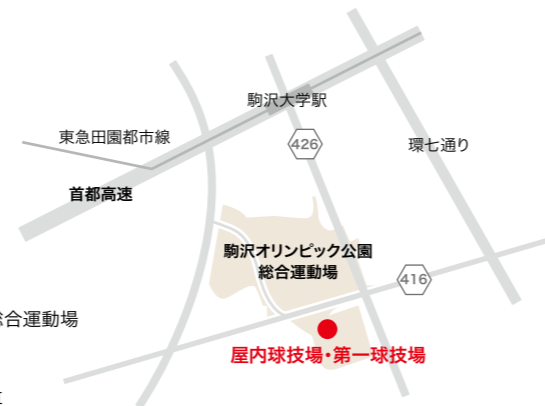 駒沢大学駅
東急田園都市線
426
環七通り
首都高速
駒沢オリンピック公園
総合運動場
416
合運動場
屋内球技場・第一球技場